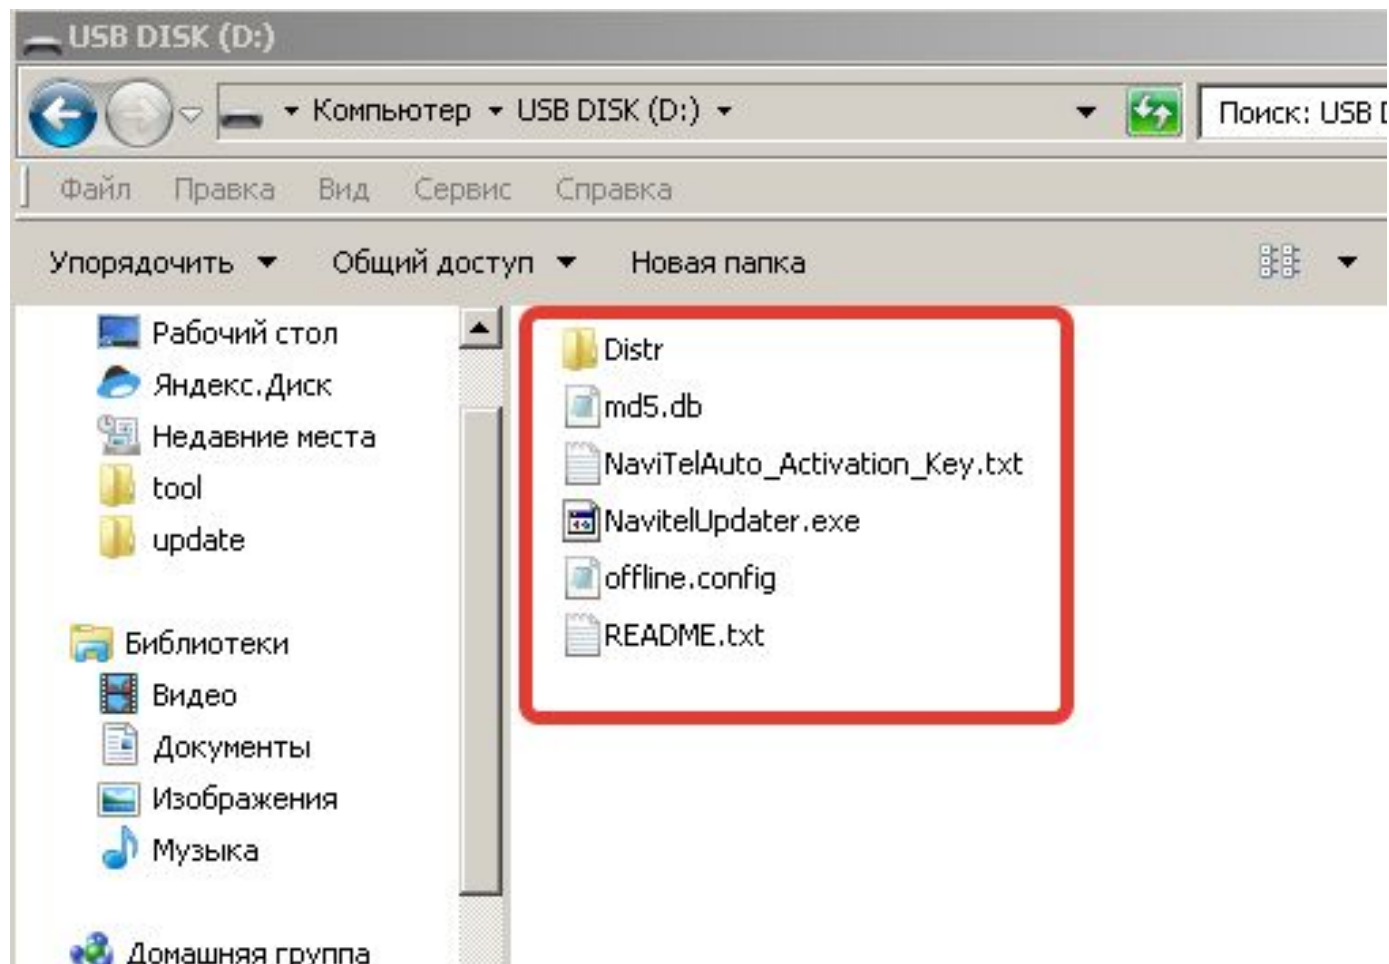 USB DISK (D:)
Компьютер USB DISK (D:)
Поиск: USB
Файл Правка Вид Сервис Справка
Упорядочить Общий доступ Новая папка
Рабочий стол
Яндекс.Диск
Недавние места
tool
update
Библиотеки
Видео
Документы
Изображения
Музыка
Домашняя группа
Distr
md5.db
NaviTelAuto_Activation_Key.txt
NavitelUpdater.exe
offline.config
README.txt